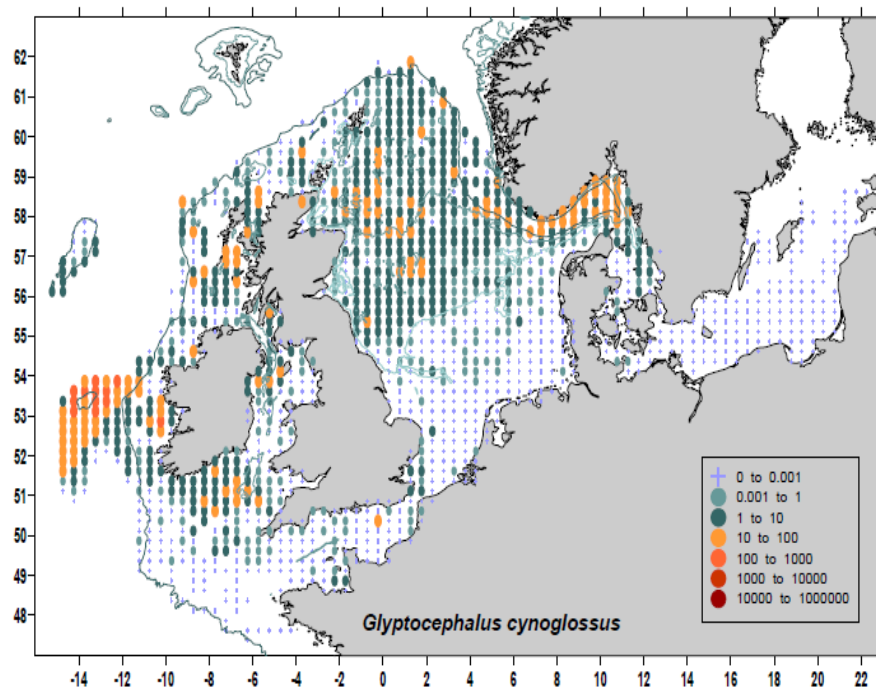 62
61
60
59
58
57
56
55
54
53
52
51
50
49
48
0 to 0.001
0.001 to 1
1 to 10
10 to 100
100 to 1000
1000 to 10000
10000 to 1000000
Glyptocephalus cynoglossus
-14 -12 -10 -8 -6 -4 -2 0 2 4 6 8 10 12 14 16 18 20 22